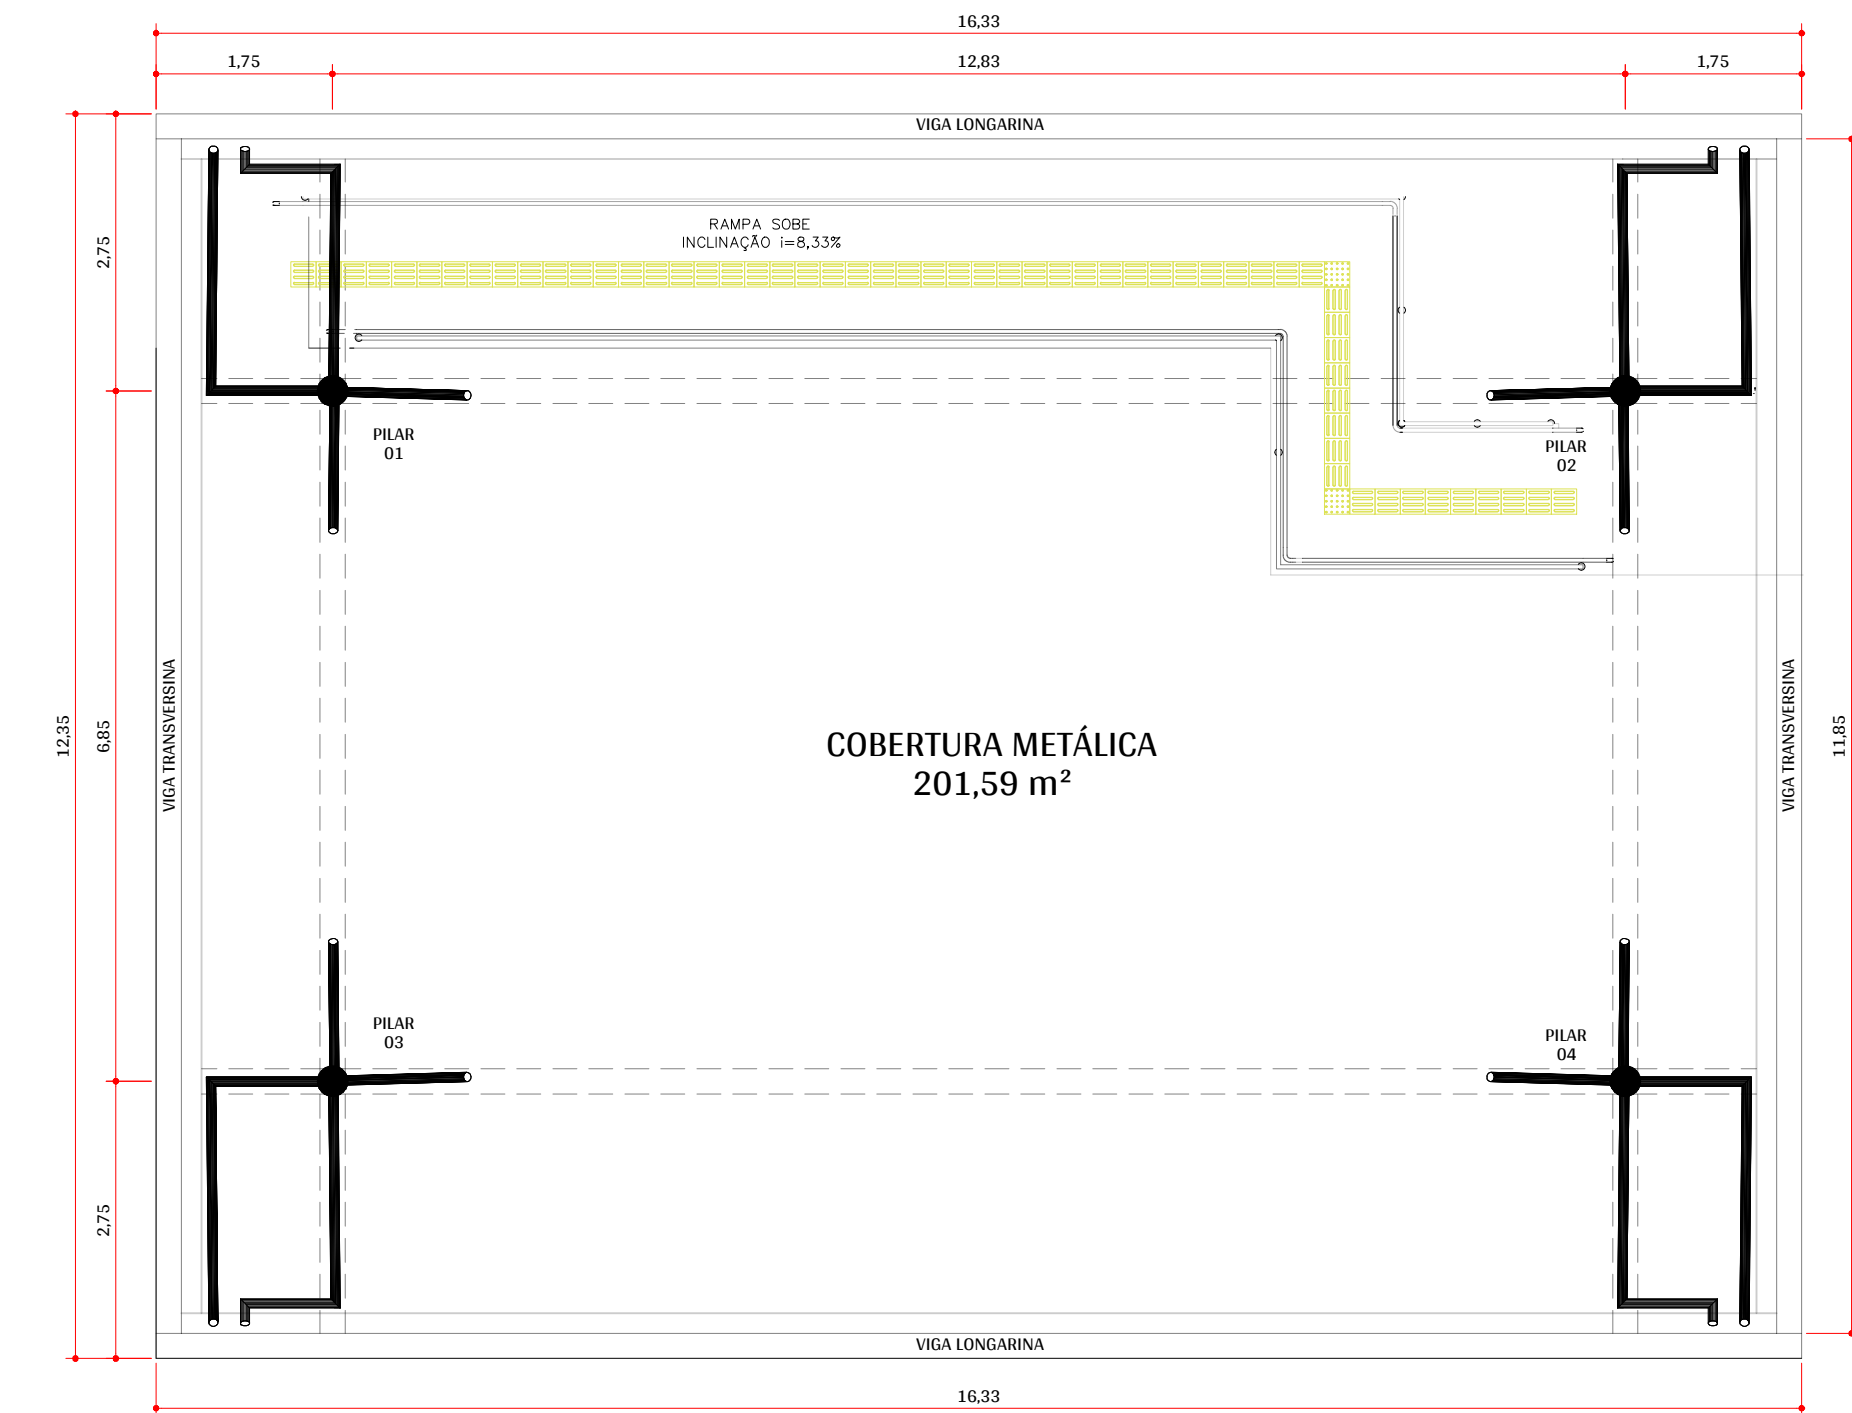 16,33
1,75
12,83
1,75
VIGA LONGARINA
RAMPA SOBE
INCLINAÇÃO i=8,33%
2,75
PILAR
01
PILAR
02
12,35
6,85
VIGA TRANSVERSINA
COBERTURA METÁLICA
201,59 m²
VIGA TRANSVERSINA
11,85
PILAR
03
PILAR
04
2,75
VIGA LONGARINA
16,33